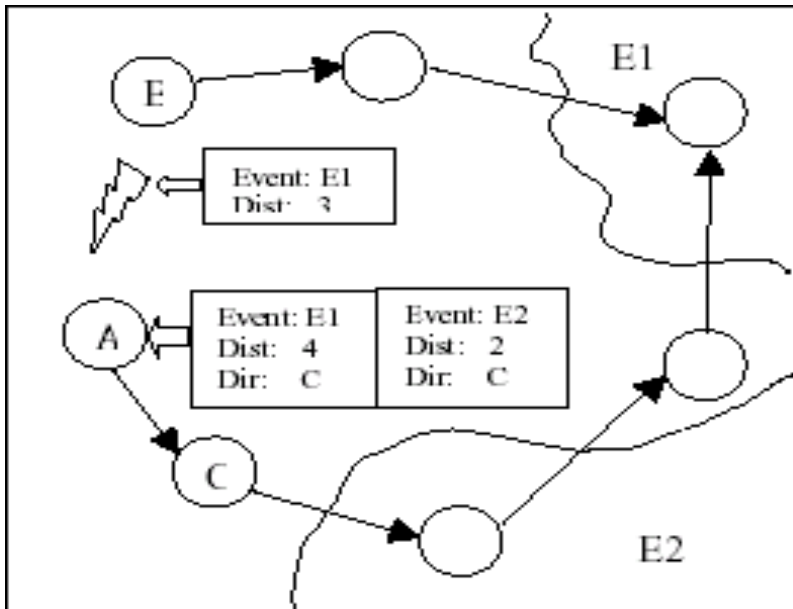 E1
E
Event: E1
Dist: 3
A
Event: E1
Dist: 4
Dir: C
Event: E2
Dist: 2
Dir: C
C
E2